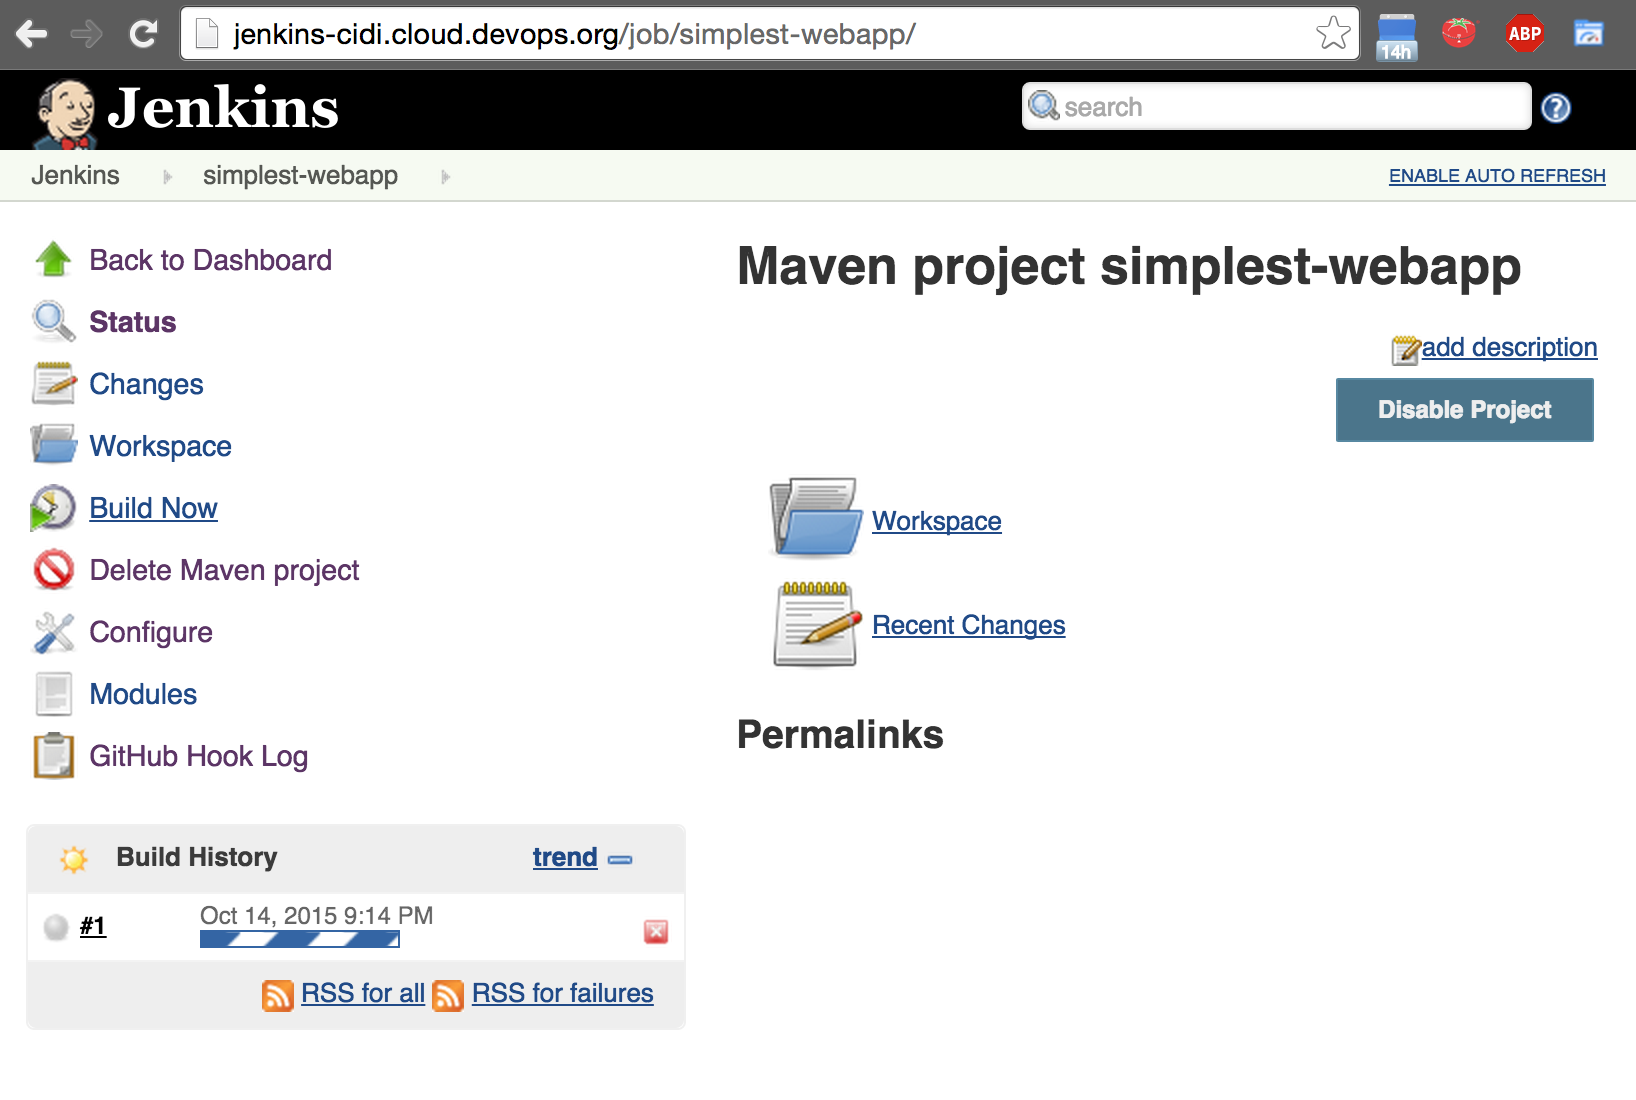 jenkins-cidi.cloud.devops.org/job/simplest-webapp/
14h
ABP
Jenkins
search
Jenkins simplest-webapp
ENABLE AUTO REFRESH
Back to Dashboard
Status
Changes
Workspace
Build Now
Delete Maven project
Configure
Modules
GitHub Hook Log
Build History trend
#1 Oct 14, 2015 9:14 PM
RSS for all RSS for failures
Maven project simplest-webapp
add description
Disable Project
Workspace
Recent Changes
Permalinks